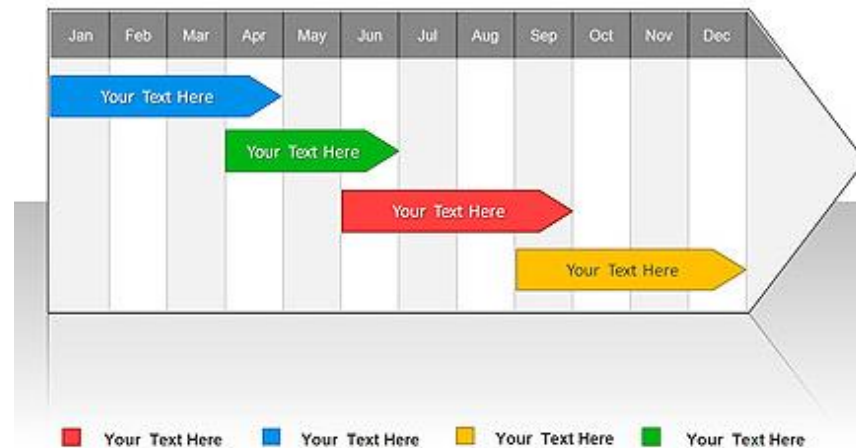 Jan Feb Mar Apr May Jun Jul Aug Sep Oct Nov Dec
Your Text Here
Your Text Here
Your Text Here
Your Text Here
Your Text Here Your Text Here Your Text Here Your Text Here